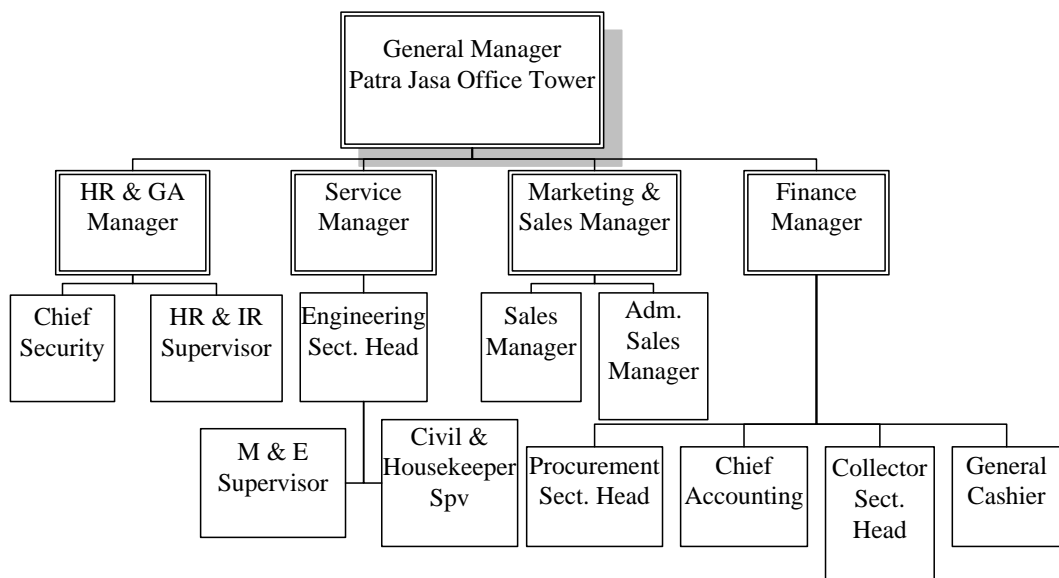 General Manager
Patra Jasa Office Tower
HR & GA
Manager
Service
Manager
Marketing &
Sales Manager
Finance
Manager
Chief
Security
HR & IR
Supervisor
Engineering
Sect. Head
Sales
Manager
Adm.
Sales
Manager
M & E
Supervisor
Civil &
Housekeeper
Spv
Procurement
Sect. Head
Chief
Accounting
Collector
Sect.
Head
General
Cashier